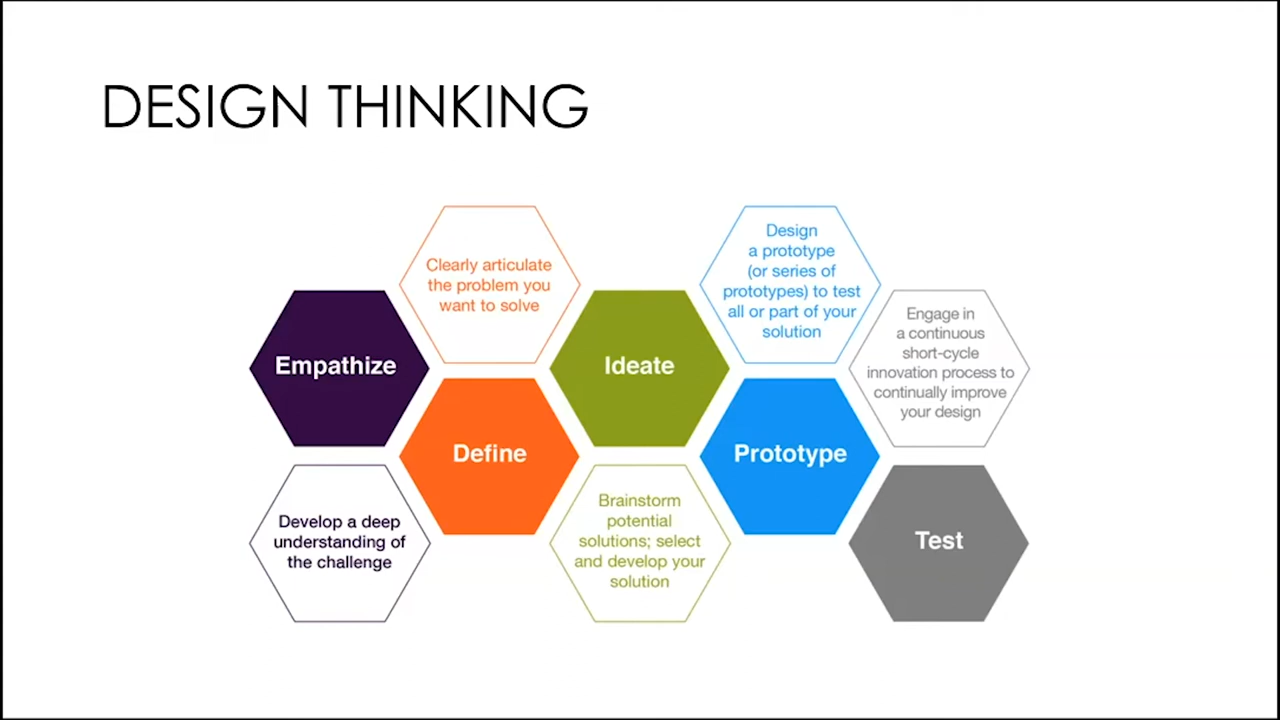 DESIGN THINKING
Empathize
Develop a deep
understanding of
the challenge
Clearly articulate
the problem you
want to solve
Define
Ideate
Brainstorm
potential
solutions; select
and develop your
solution
Design
a prototype
(or series of
prototypes) to test
all or part of your
solution
Prototype
Engage in
a continuous
short-cycle
innovation process to
continually improve
your design
Test